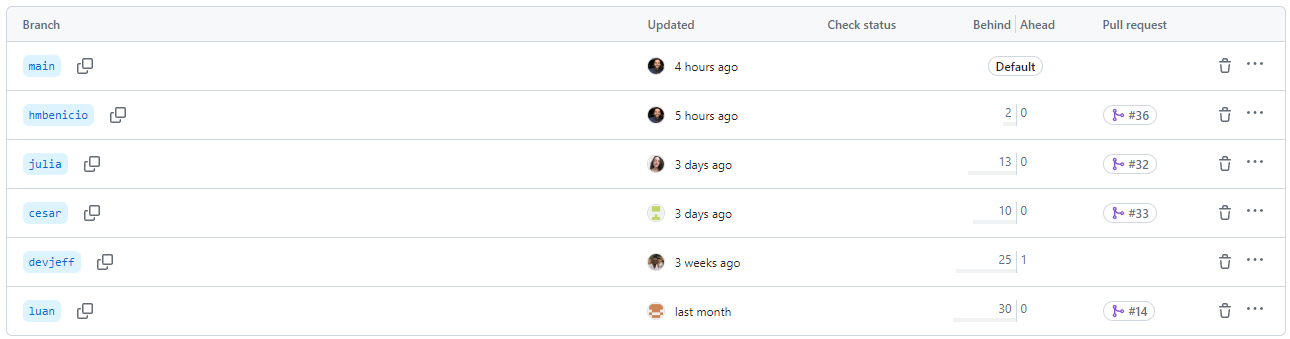 Branch Updated Check status Behind Ahead Pull request
main 4 hours ago Default
hmbenicio 5 hours ago 2 0 #36
julia 3 days ago 13 0 #32
cesar 3 days ago 10 0 #33
devjeff 3 weeks ago 25 1
luan last month 30 0 #14